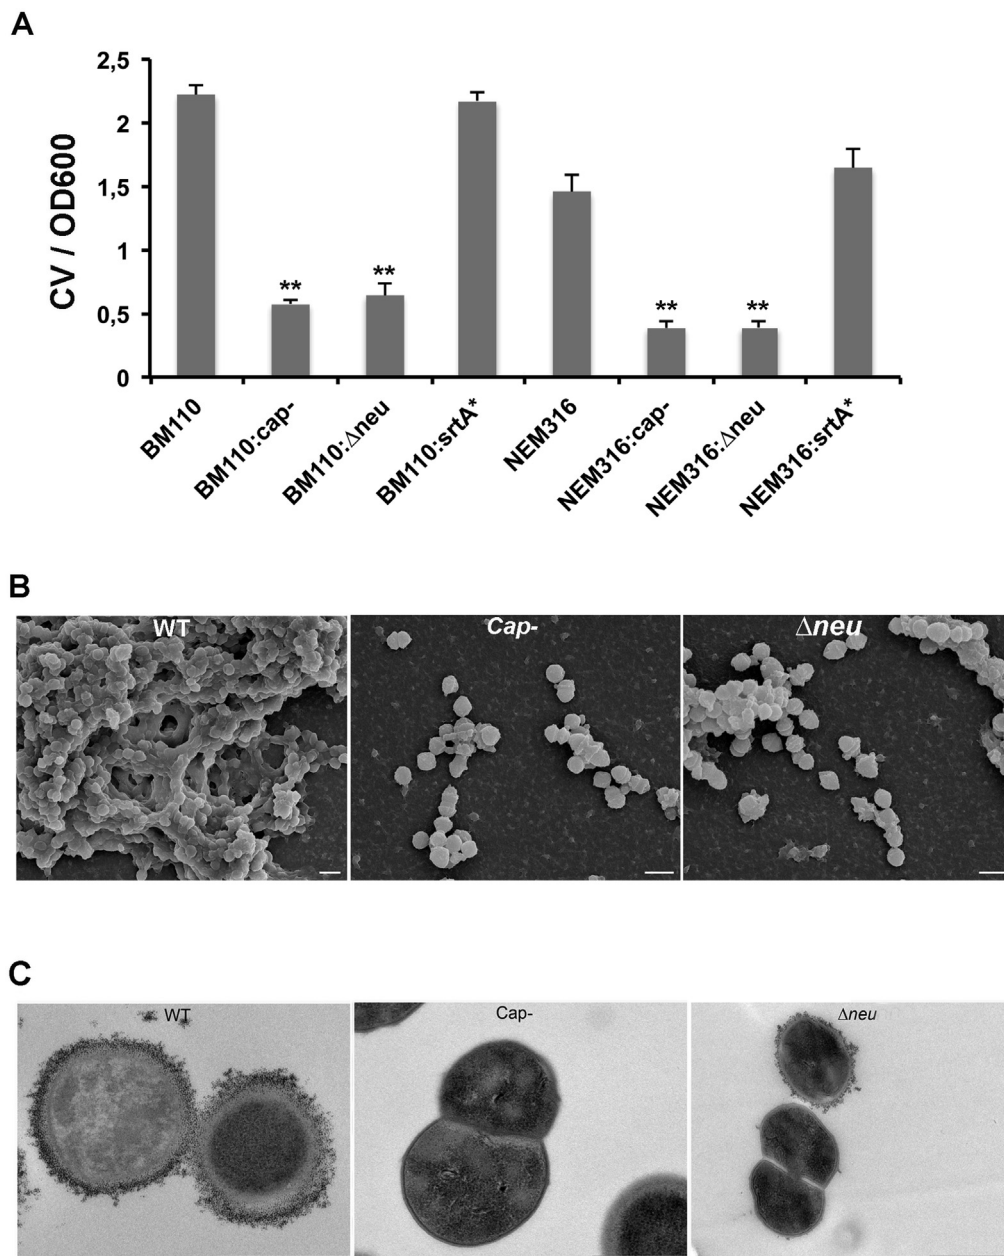 A
CV / OD600
2,5
2
1,5
1
0,5
0
** ** ** **
BM110
BM110:cap-
BM110:Δneu
BM110:srtA*
NEM316
NEM316:cap-
NEM316:Δneu
NEM316:srtA*
B
WT Cap- Δneu
C
WT Cap- Δneu